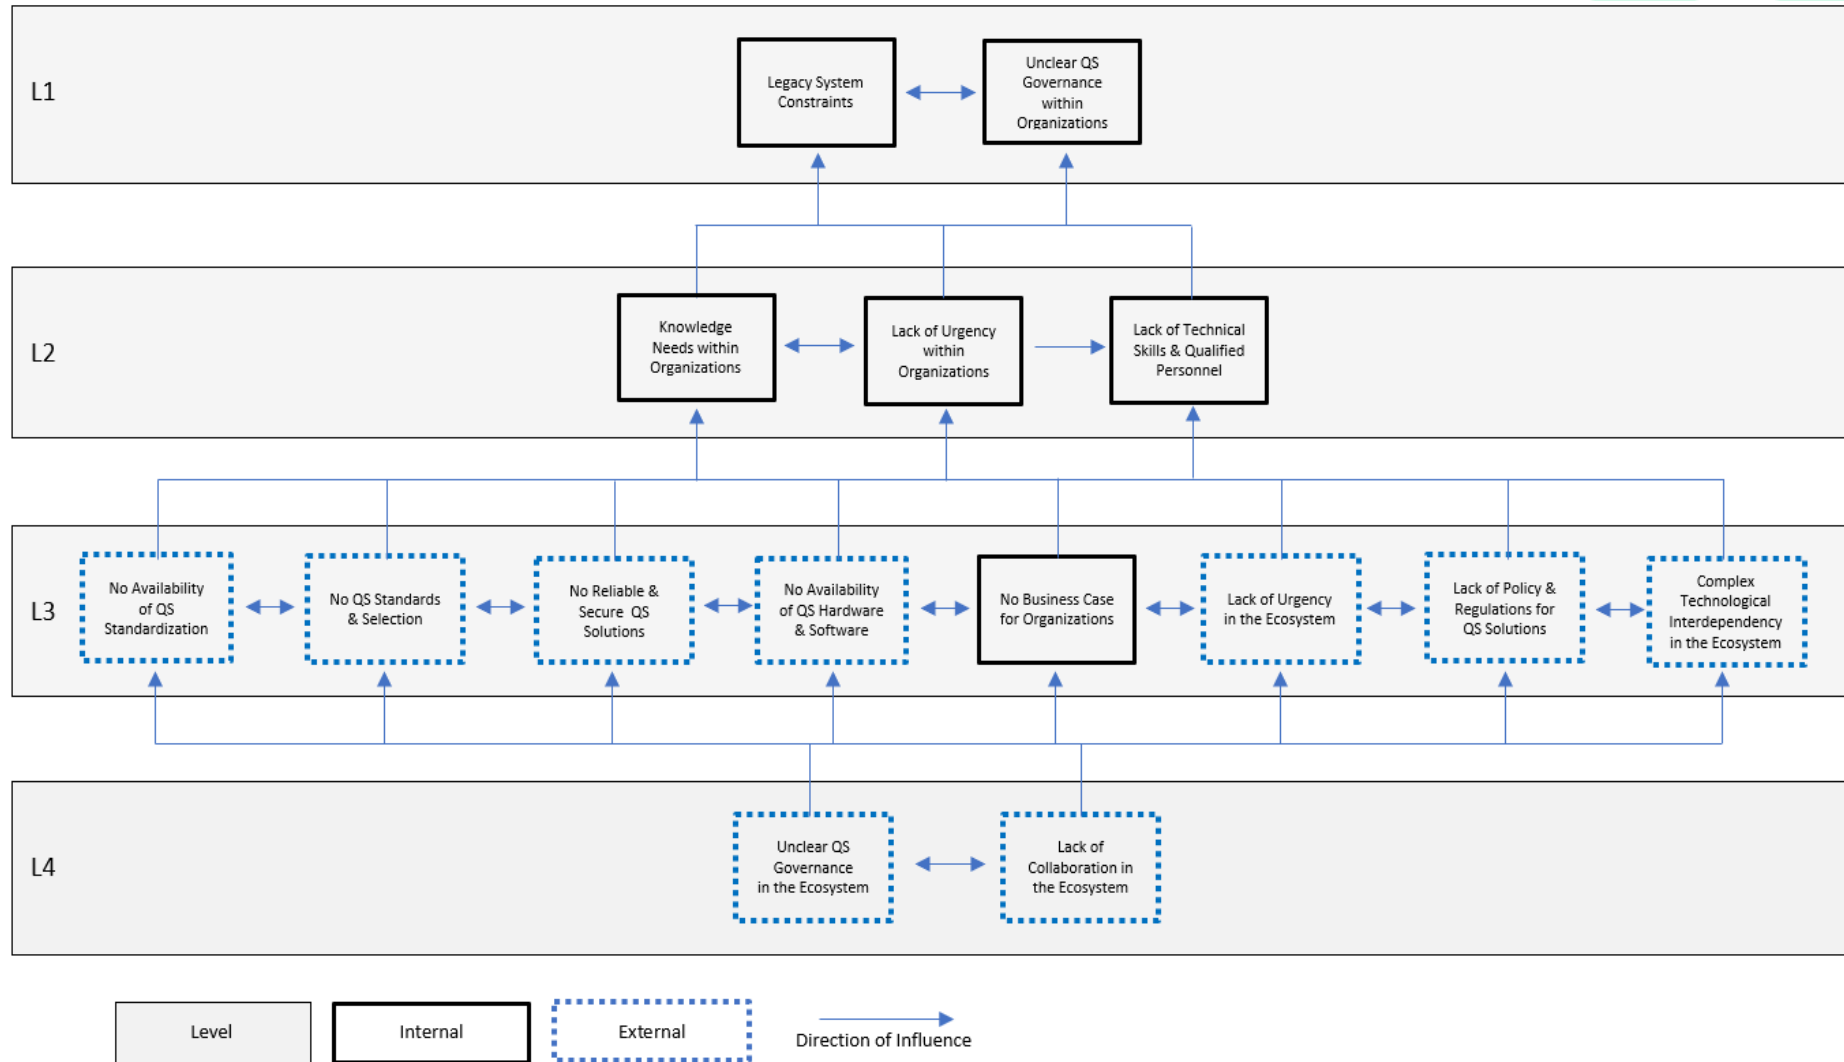 L1
Legacy System
Constraints
Unclear QS
Governance
within
Organizations
L2
Knowledge
Needs within
Organizations
Lack of Urgency
within
Organizations
Lack of Technical
Skills & Qualified
Personnel
L3
No Availability
of QS
Standardization
No QS Standards
& Selection
No Reliable &
Secure QS
Solutions
No Availability
of QS Hardware
& Software
No Business Case
for Organizations
Lack of Urgency
in the Ecosystem
Lack of Policy &
Regulations for
QS Solutions
Complex
Technological
Interdependency
in the Ecosystem
L4
Unclear QS
Governance
in the Ecosystem
Lack of
Collaboration in
the Ecosystem
Level
Internal
External
Direction of Influence